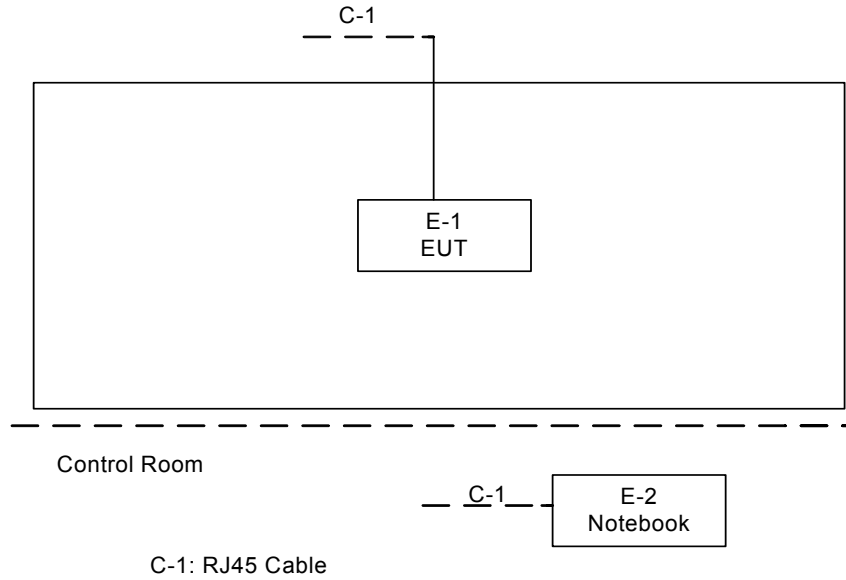 C-1
E-1
EUT
Control Room
C-1
E-2
Notebook
C-1: RJ45 Cable